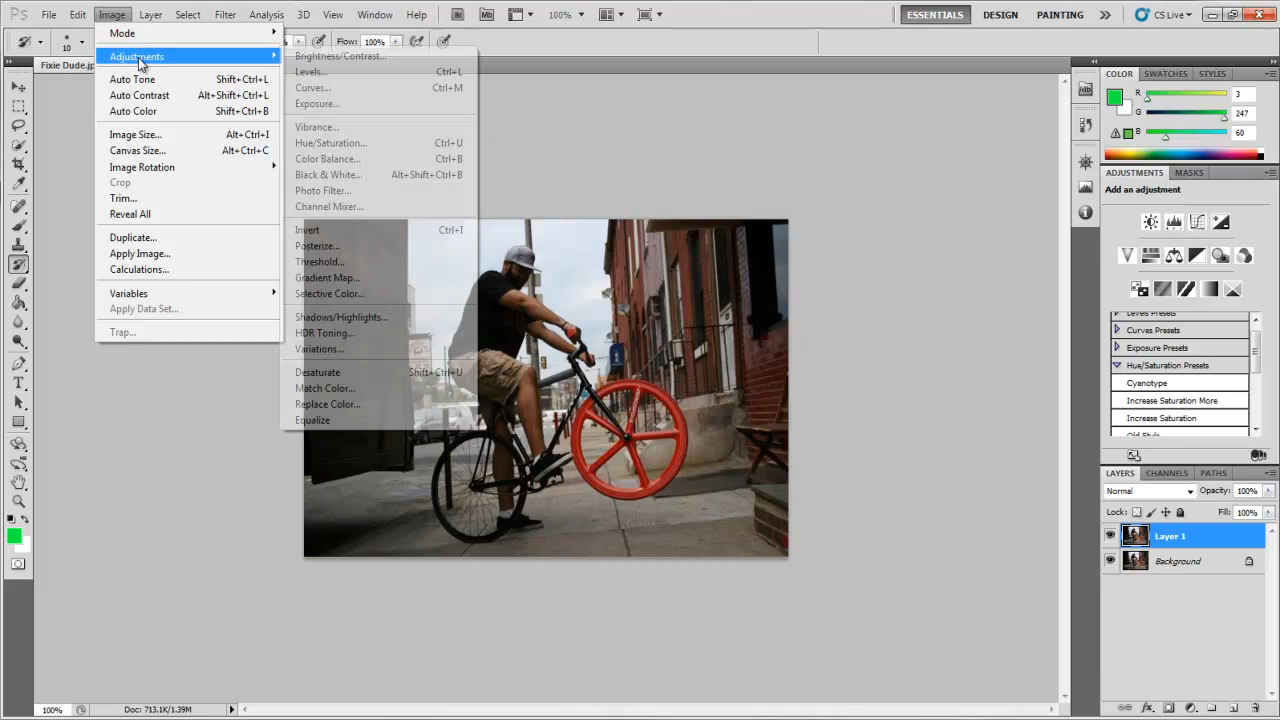 Ps File Edit Image Layer Select Filter Analysis 3D View Window Help Br Mb 100% ESSENTIALS DESIGN PAINTING CS Live
10 Flow: 100%
Fixie Dude.jp
Mode
Adjustments
Auto Tone Shift+Ctrl+L
Auto Contrast Alt+Shift+Ctrl+L
Auto Color Shift+Ctrl+B
Image Size... Alt+Ctrl+I
Canvas Size... Alt+Ctrl+C
Image Rotation
Crop
Trim...
Reveal All
Duplicate...
Apply Image...
Calculations...
Variables
Apply Data Set...
Trap...
Brightness/Contrast...
Levels... Ctrl+L
Curves... Ctrl+M
Exposure...
Vibrance...
Hue/Saturation... Ctrl+U
Color Balance... Ctrl+B
Black & White... Alt+Shift+Ctrl+B
Photo Filter...
Channel Mixer...
Invert Ctrl+I
Posterize...
Threshold...
Gradient Map...
Selective Color...
Shadows/Highlights...
HDR Toning...
Variations...
Desaturate Shift+Ctrl+U
Match Color...
Replace Color...
Equalize
Mb
COLOR SWATCHES STYLES
R 3
G 247
B 60
ADJUSTMENTS MASKS
Add an adjustment
Levels Presets
Curves Presets
Exposure Presets
Hue/Saturation Presets
Cyanotype
Increase Saturation More
Increase Saturation
Old Style
LAYERS CHANNELS PATHS
Normal Opacity: 100%
Lock: Fill: 100%
Layer 1
Background
100% Doc: 713.1K/1.39M